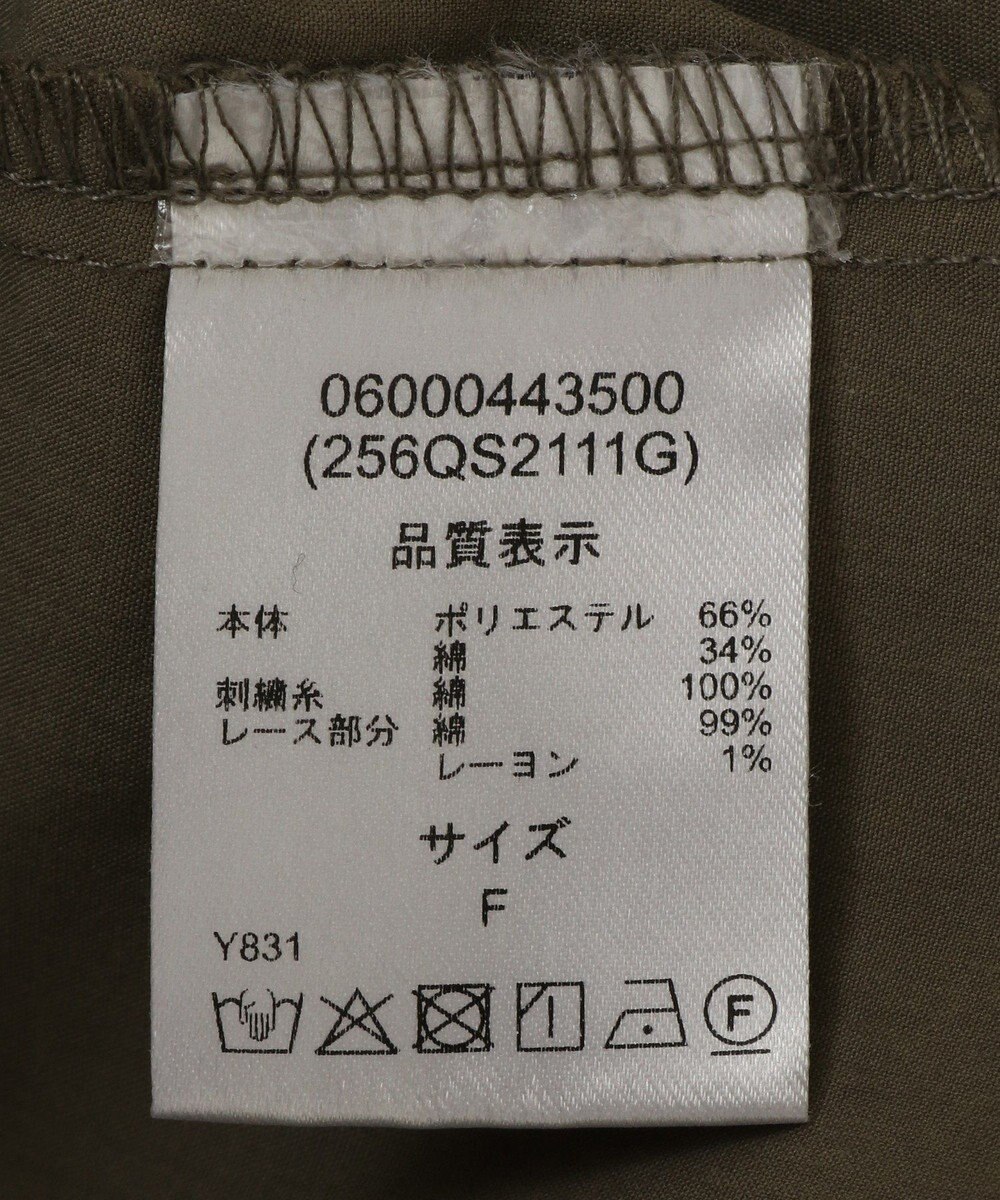 06000443500
(256QS2111G)
品質表示
本体 ポリエステル 66%
綿 34%
刺繍糸 綿 100%
レース部分 綿 99%
レーヨン 1%
サイズ
F
Y831
F